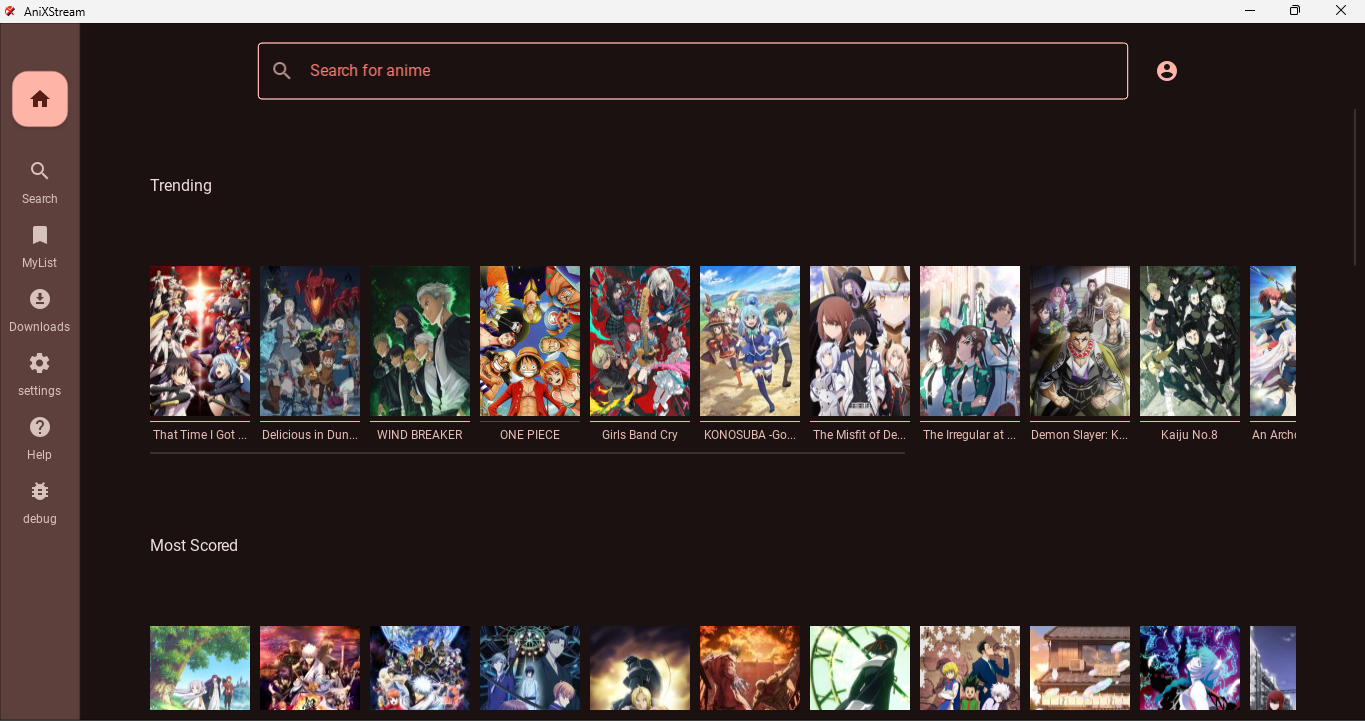 AniXStream
Search for anime
Search
MyList
Downloads
settings
Help
debug
Trending
That Time I Got ...
Delicious in Dun...
WIND BREAKER
ONE PIECE
Girls Band Cry
KONOSUBA -Go...
The Misfit of De...
The Irregular at ...
Demon Slayer: K...
Kaiju No.8
An Archo
Most Scored